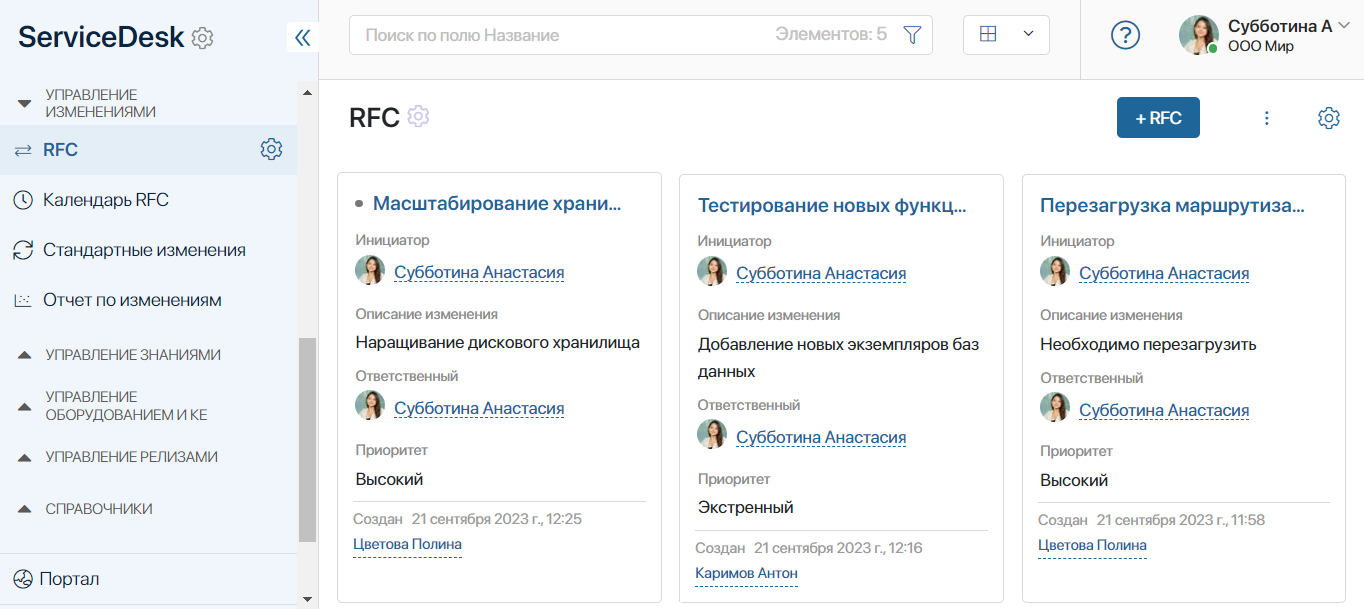 ServiceDesk
УПРАВЛЕНИЕ
ИЗМЕНЕНИЯМИ
RFC
Календарь RFC
Стандартные изменения
Отчет по изменениям
УПРАВЛЕНИЕ ЗНАНИЯМИ
УПРАВЛЕНИЕ
ОБОРУДОВАНИЕМ И КЕ
УПРАВЛЕНИЕ РЕЛИЗАМИ
СПРАВОЧНИКИ
Портал
Поиск по полю Название
Элементов: 5
?
Субботина А
ООО Мир
RFC
+ RFC
Масштабирование храни...
Инициатор
Субботина Анастасия
Описание изменения
Наращивание дискового хранилища
Ответственный
Субботина Анастасия
Приоритет
Высокий
Создан 21 сентября 2023 г., 12:25
Цветова Полина
Тестирование новых функц...
Инициатор
Субботина Анастасия
Описание изменения
Добавление новых экземпляров баз
данных
Ответственный
Субботина Анастасия
Приоритет
Экстренный
Создан 21 сентября 2023 г., 12:16
Каримов Антон
Перезагрузка маршрутиза...
Инициатор
Субботина Анастасия
Описание изменения
Необходимо перезагрузить
Ответственный
Субботина Анастасия
Приоритет
Высокий
Создан 21 сентября 2023 г., 11:58
Цветова Полина